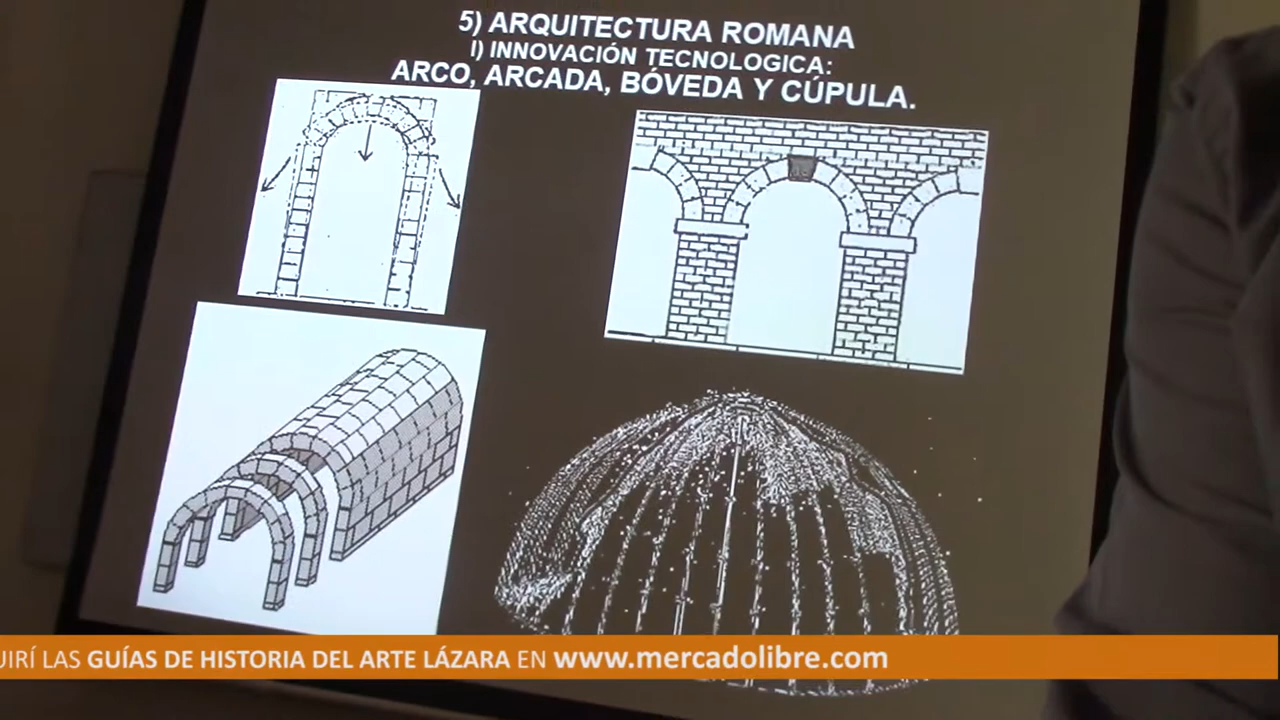 5) ARQUITECTURA ROMANA
I) INNOVACIÓN TECNOLOGICA:
ARCO, ARCADA, BÓVEDA Y CÚPULA.
UIRÍ LAS GUÍAS DE HISTORIA DEL ARTE LÁZARA EN www.mercadolibre.com